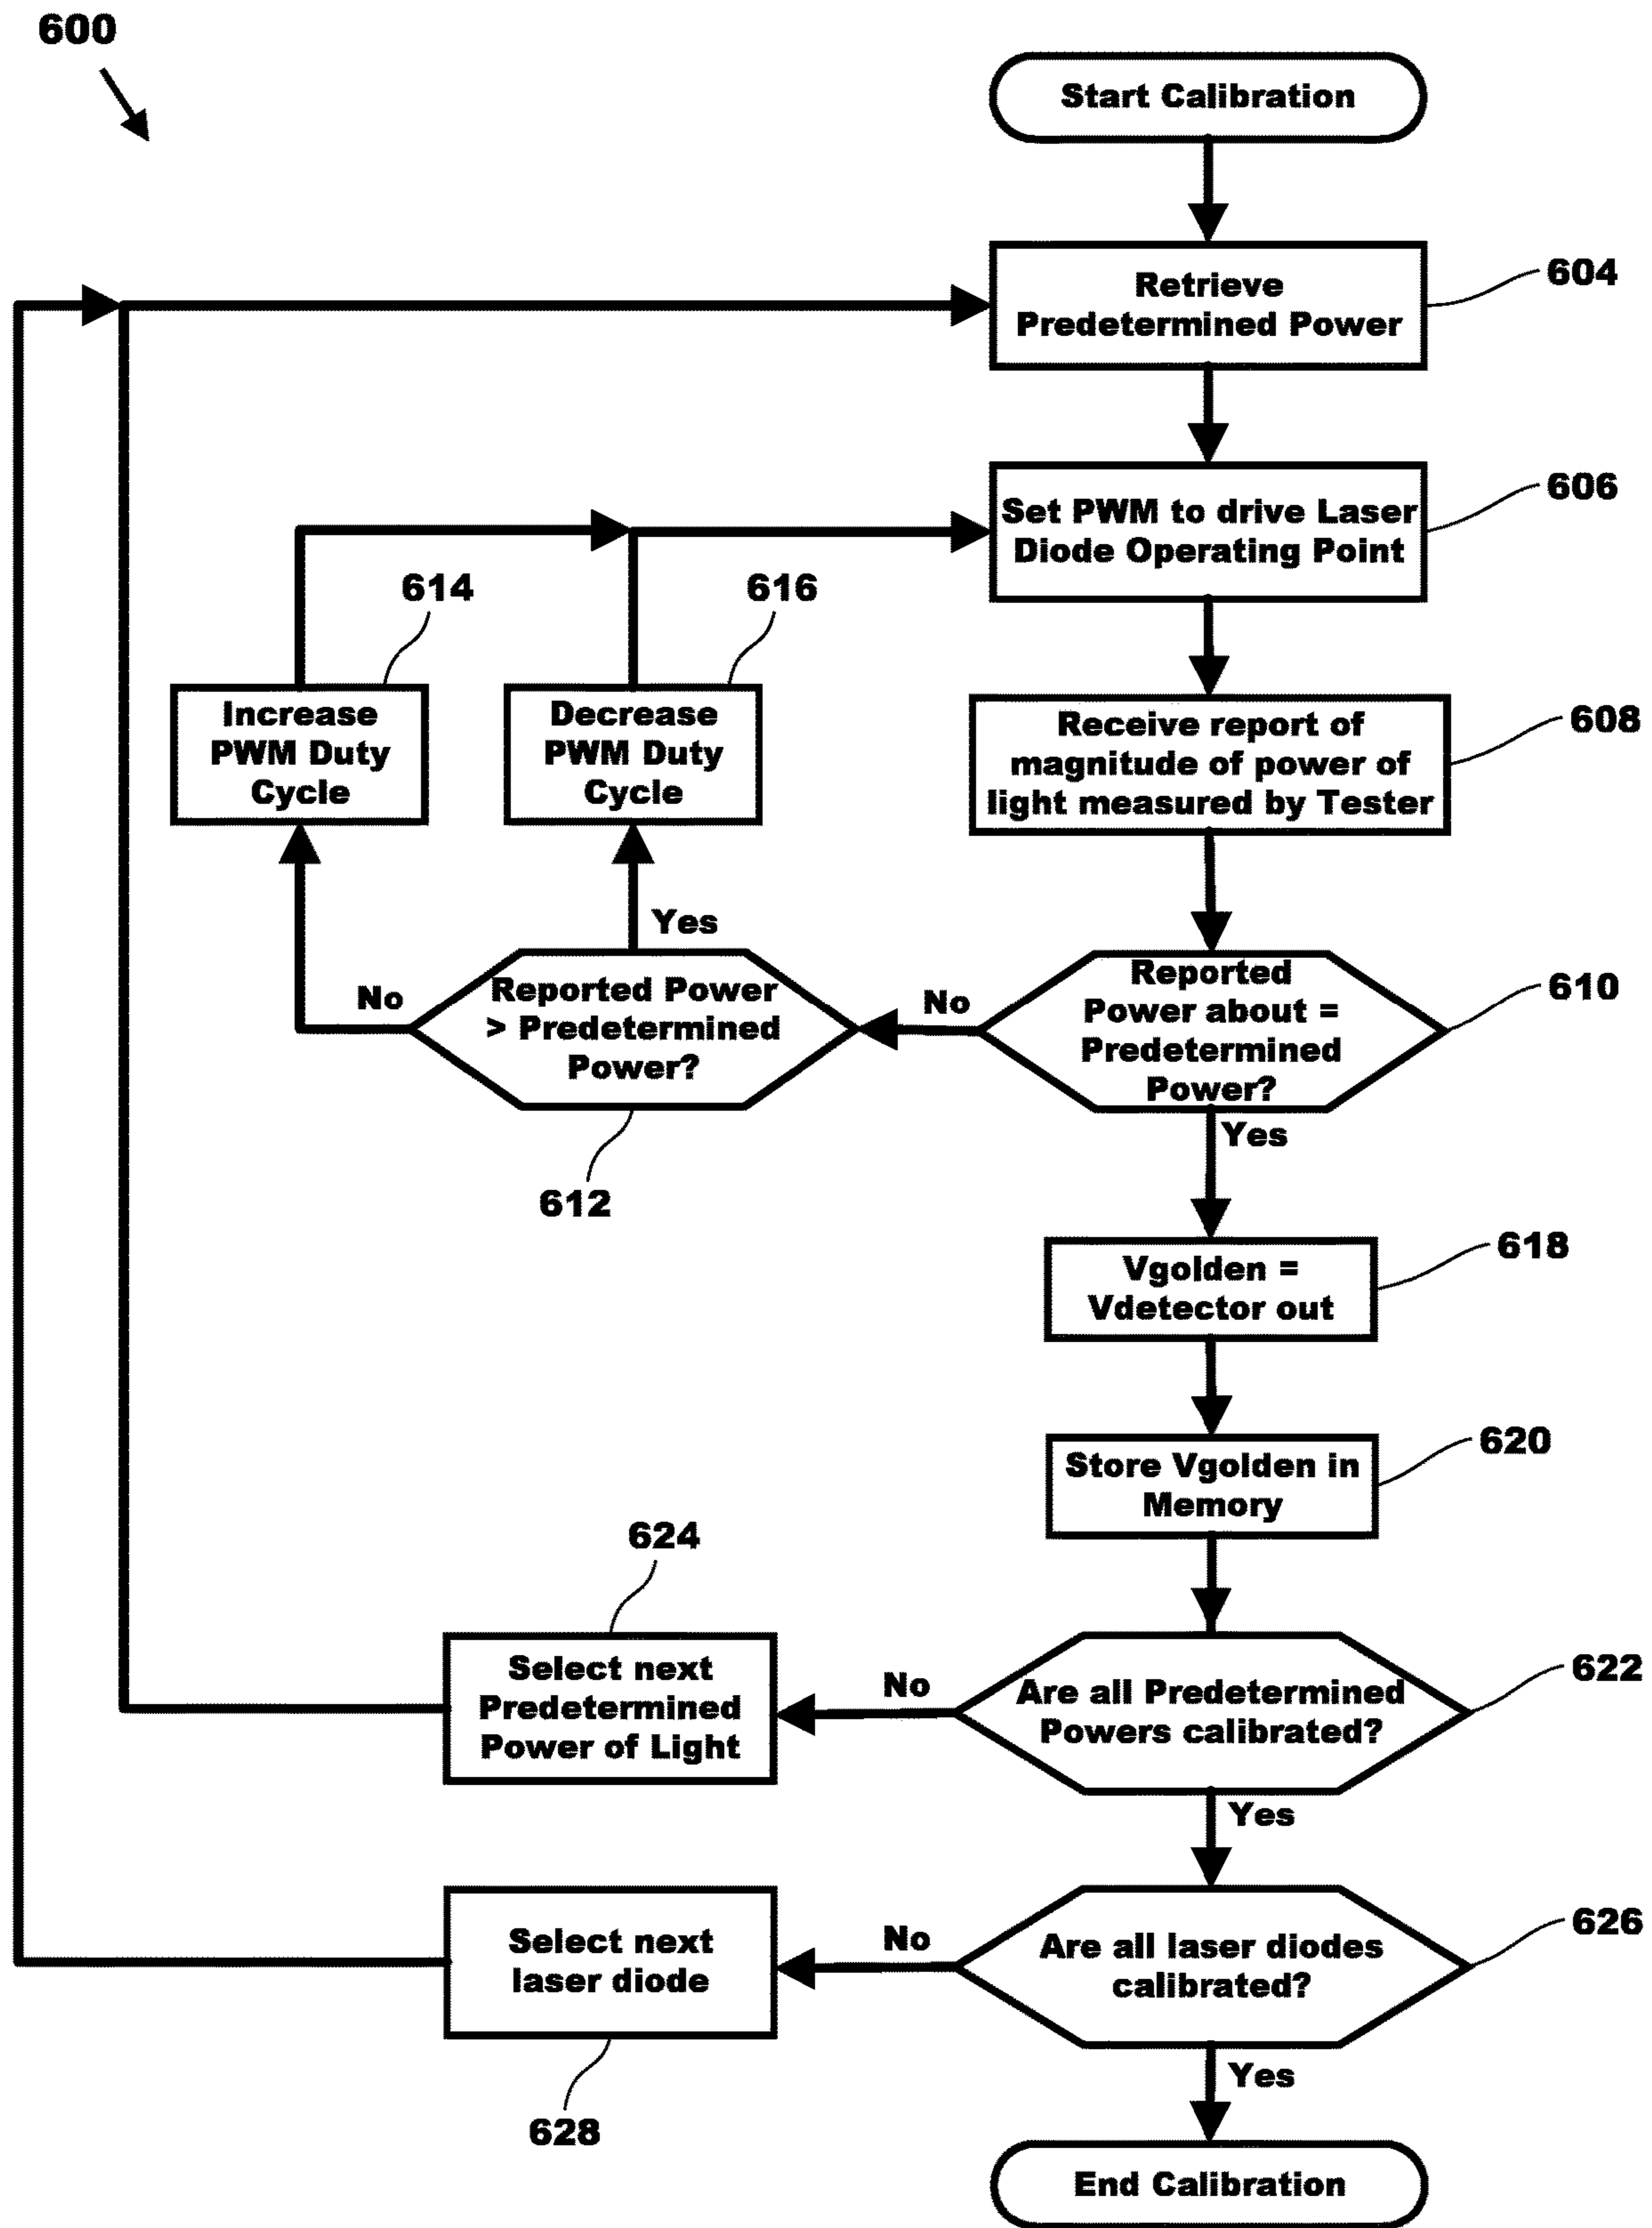 600
Start Calibration
Retrieve
Predetermined Power
604
Set PWM to drive Laser
Diode Operating Point
606
614
616
Increase
PWM Duty
Cycle
Decrease
PWM Duty
Cycle
Receive report of
magnitude of power of
light measured by Tester
608
Yes
No
Reported Power
> Predetermined
Power?
612
No
Reported
Power about =
Predetermined
Power?
610
Yes
Vgolden =
Vdetector out
618
Store Vgolden in
Memory
620
624
Select next
Predetermined
Power of Light
No
Are all Predetermined
Powers calibrated?
622
Yes
Select next
laser diode
628
No
Are all laser diodes
calibrated?
626
Yes
End Calibration